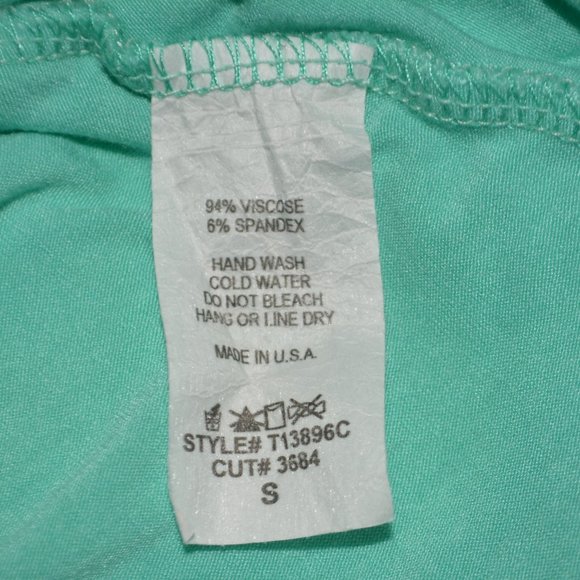 94% VISCOSE
6% SPANDEX
HAND WASH
COLD WATER
DO NOT BLEACH
HANG OR LINE DRY
MADE IN U.S.A.
STYLE# T13896C
CUT# 3684
S